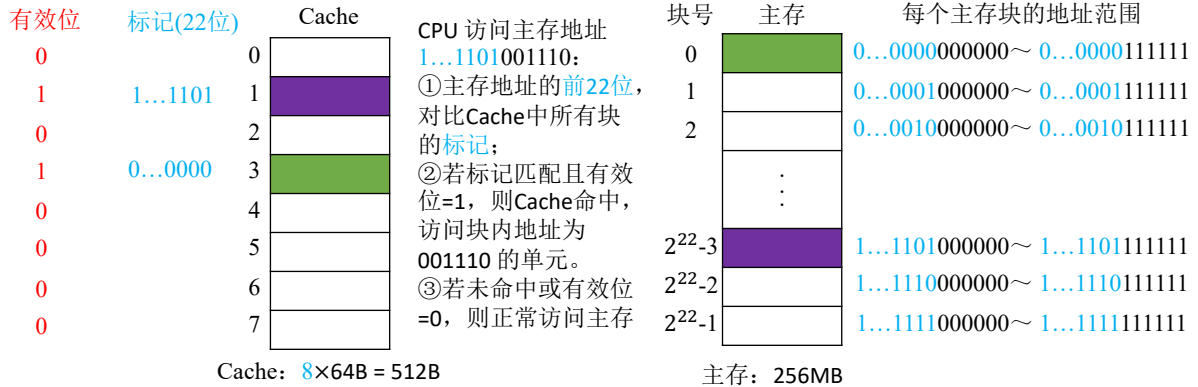 有效位 标记(22位) Cache
0 0
1 1…1101 1
0 2
1 0…0000 3
0 4
0 5
0 6
0 7
Cache：8×64B = 512B
CPU 访问主存地址
1…1101001110：
①主存地址的前22位，
对比Cache中所有块
的标记；
②若标记匹配且有效
位=1，则Cache命中，
访问块内地址为
001110 的单元。
③若未命中或有效位
=0，则正常访问主存
块号 主存 每个主存块的地址范围
0 0…0000000000～ 0…0000111111
1 0…0001000000～ 0…0001111111
2 0…0010000000～ 0…0010111111
⋮
2²²-3 1…1101000000～ 1…1101111111
2²²-2 1…1110000000～ 1…1110111111
2²²-1 1…1111000000～ 1…1111111111
主存：256MB